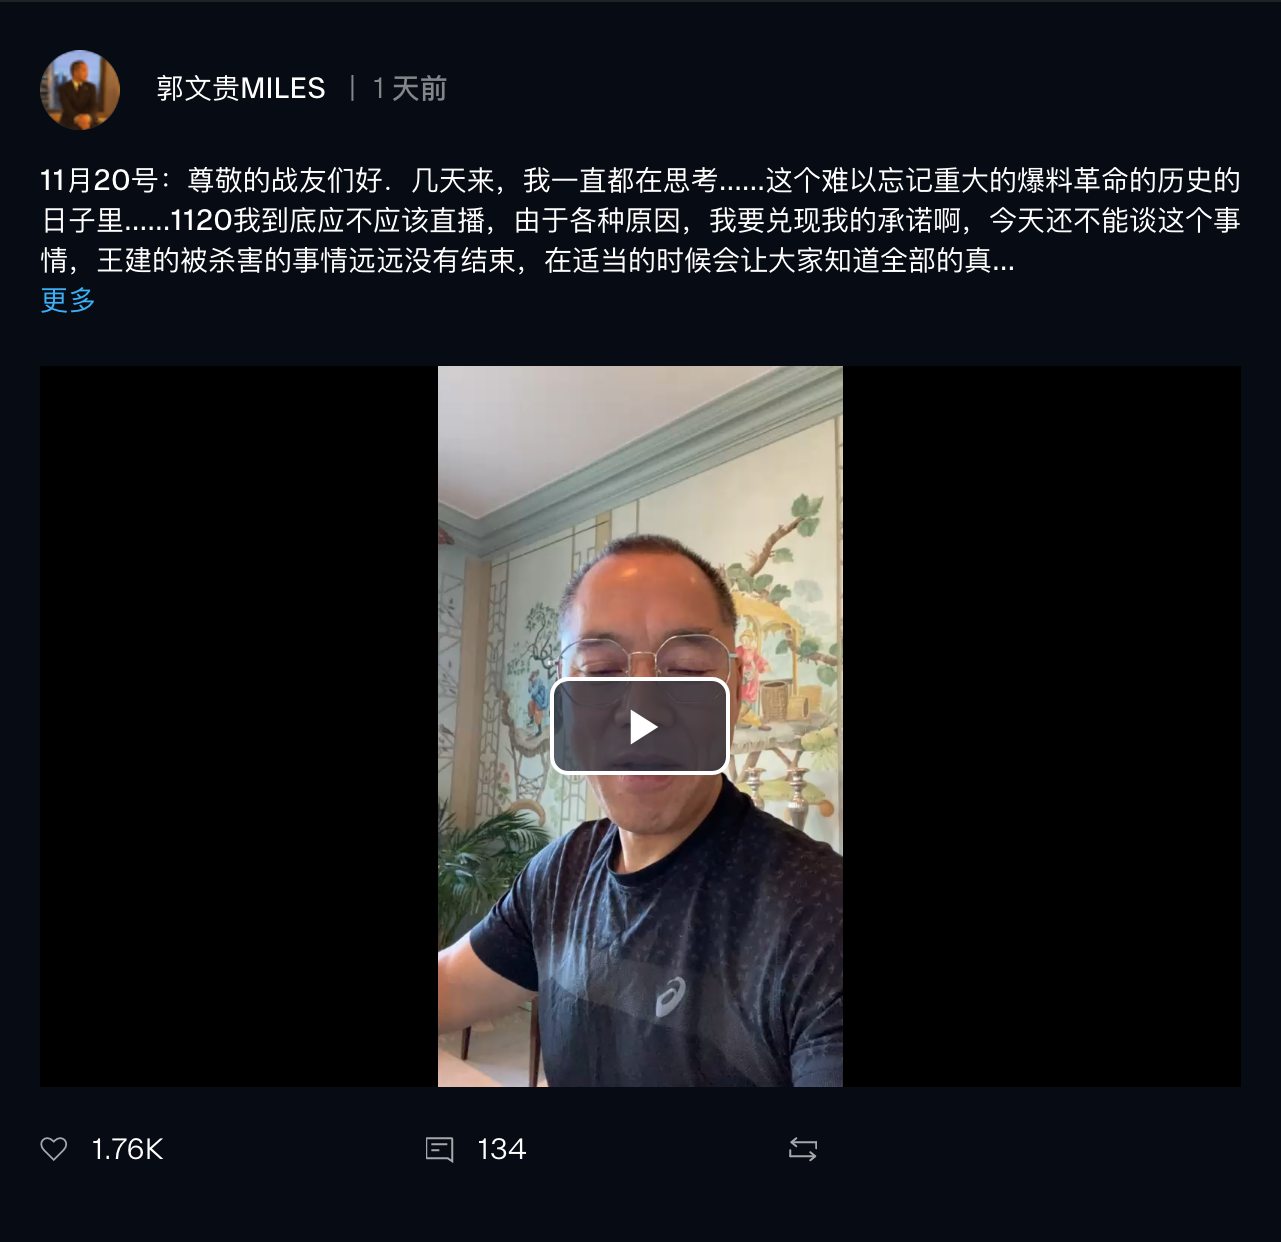 郭文贵MILES | 1 天前
11月20号：尊敬的战友们好．几天来，我一直都在思考......这个难以忘记重大的爆料革命的历史的
日子里......1120我到底应不应该直播，由于各种原因，我要兑现我的承诺啊，今天还不能谈这个事
情，王建的被杀害的事情远远没有结束，在适当的时候会让大家知道全部的真...
更多
1.76K
134